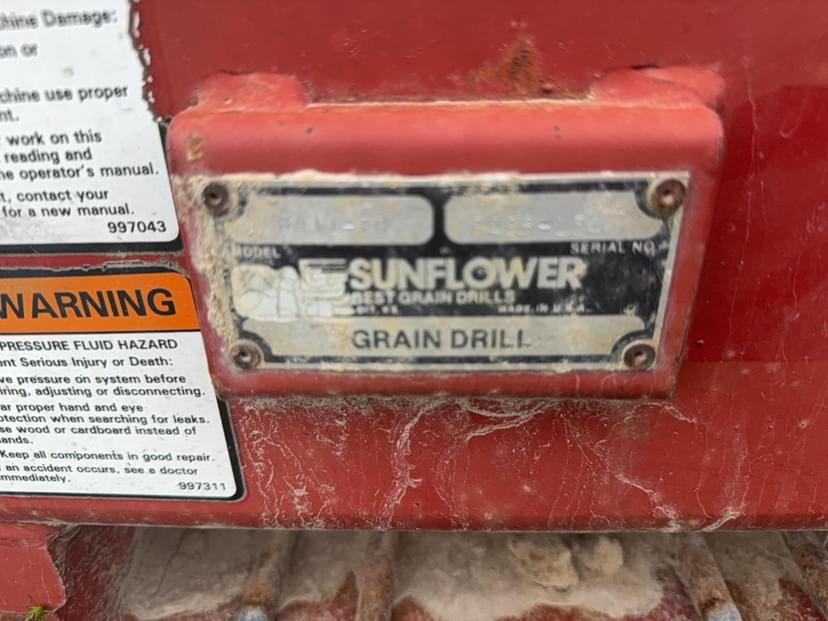 chine Damage:
on or
chine use proper
nt.
work on this
reading and
he operator's manual.
t, contact your
for a new manual.
997043
WARNING
PRESSURE FLUID HAZARD
ent Serious Injury or Death:
ve pressure on system before
iring, adjusting or disconnecting.
ar proper hand and eye
otection when searching for leaks.
se wood or cardboard instead of
ands.
Keep all components in good repair.
an accident occurs, see a doctor
mmediately.
997311
MODEL
SERIAL NO.
SUNFLOWER
BEST GRAIN DRILLS
MADE IN U.S.A.
GRAIN DRILL